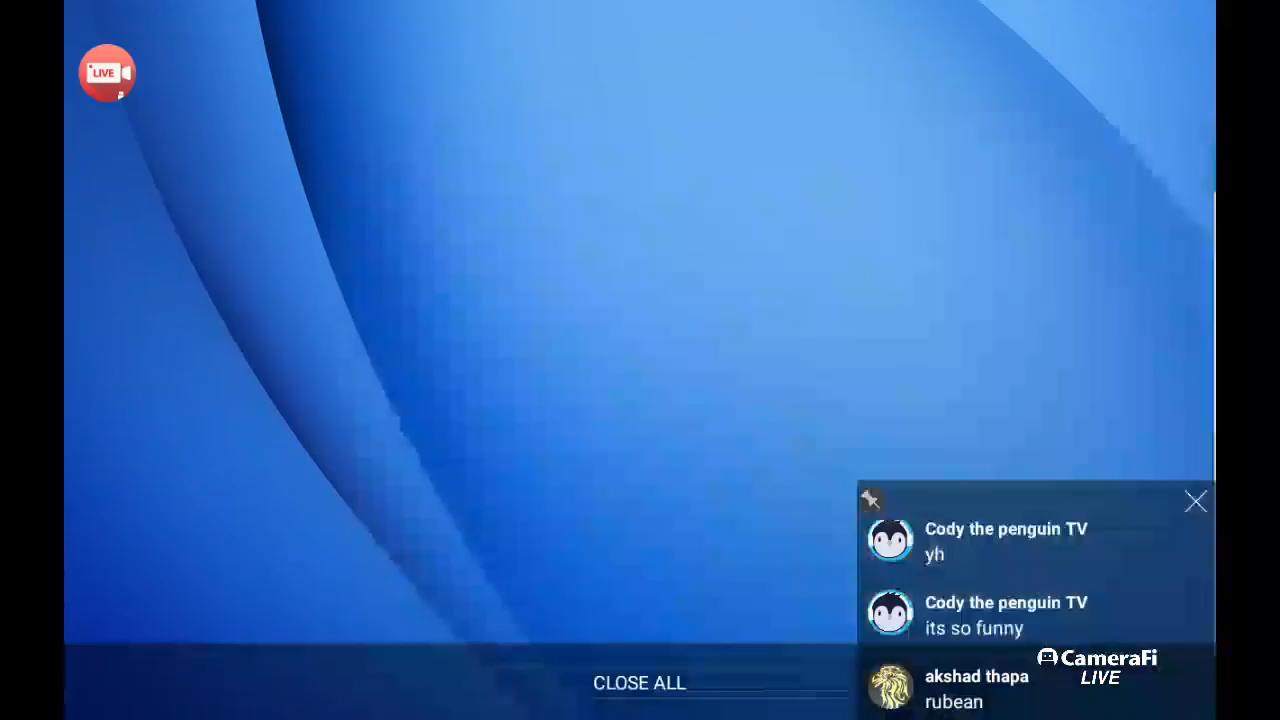 LIVE
Cody the penguin TV
yh
Cody the penguin TV
its so funny
CameraFi
LIVE
akshad thapa
rubean
CLOSE ALL